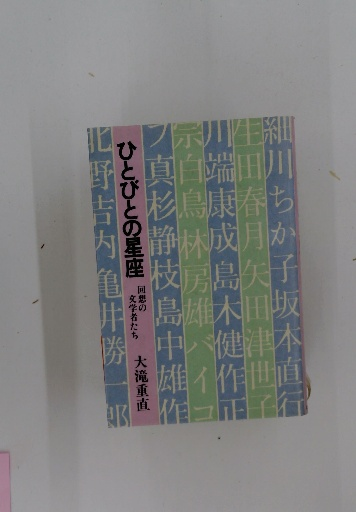 細川ちか子坂本直行
生田春月矢田津世子
川端康成島木健作正
宗白鳥林房雄バイコ
フ真杉静枝島中雄作
ひとびとの星座
回想の
文学者たち
大滝重直
北野吉内亀井勝一郎